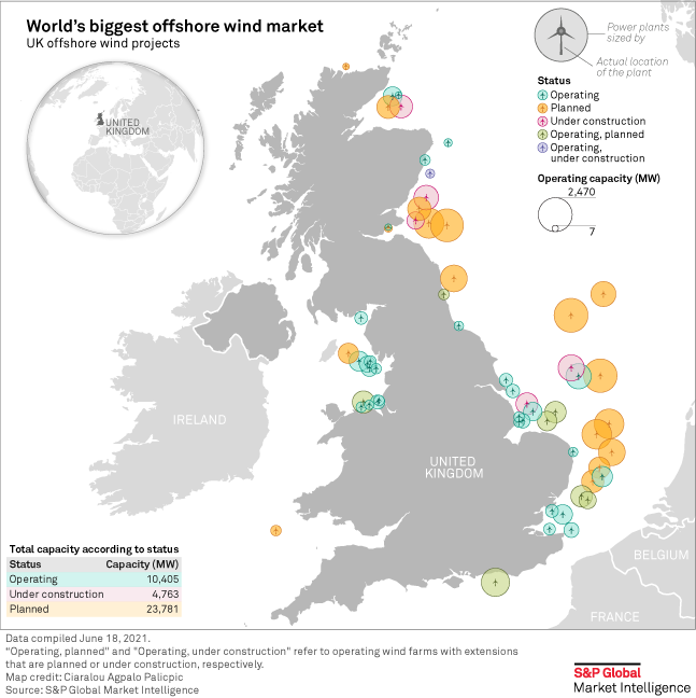 World's biggest offshore wind market
UK offshore wind projects
UNITED
KINGDOM
Power plants
sized by
Actual location
of the plant
Status
Operating
Planned
Under construction
Operating, planned
Operating,
under construction
Operating capacity (MW)
2,470
7
IRELAND
UNITED
KINGDOM
BELGIUM
FRANCE
Total capacity according to status
Status Capacity (MW)
Operating 10,405
Under construction 4,763
Planned 23,781
Data compiled June 18, 2021.
"Operating, planned" and "Operating, under construction" refer to operating wind farms with extensions
that are planned or under construction, respectively.
Map credit: Ciaralou Agpalo Palicpic
Source: S&P Global Market Intelligence
S&P Global
Market Intelligence